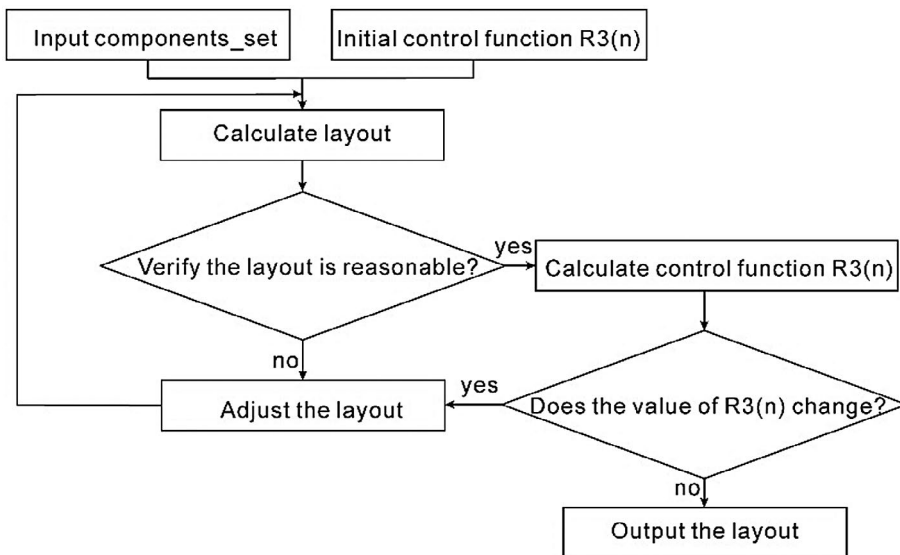 Input components_set
Initial control function R3(n)
Calculate layout
Verify the layout is reasonable?
yes
Calculate control function R3(n)
no
Adjust the layout
yes
Does the value of R3(n) change?
no
Output the layout